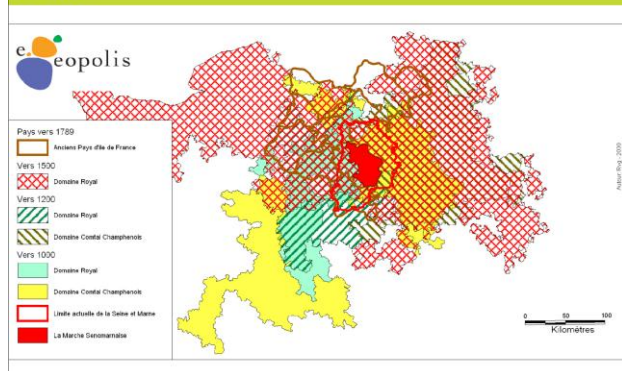 e.
eopolis
Pays vers 1789
Anciens Pays d'Ile de France
Vers 1500
Domaine Royal
Vers 1200
Domaine Royal
Domaine Comtal Champenois
Vers 1000
Domaine Royal
Domaine Comtal Champenois
Limite actuelle de la Seine et Marne
La Marche Senomarnaise
0 50 100
Kilomètres